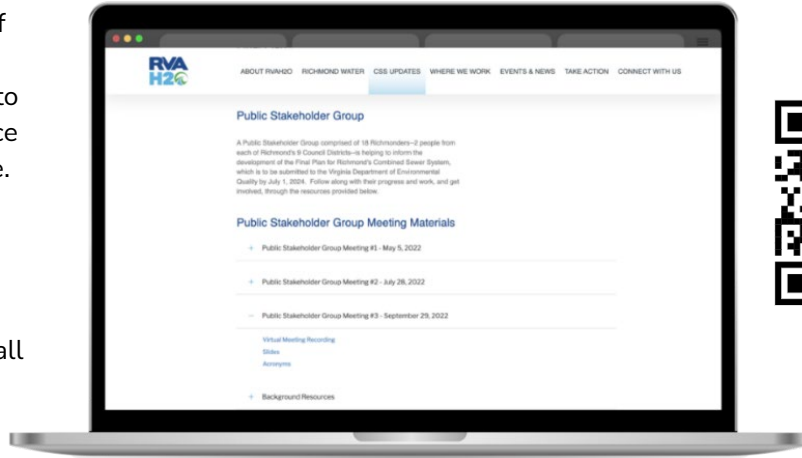 f
to
ce
e.
all
RVA
H2O
ABOUT RVAH2O RICHMOND WATER CSS UPDATES WHERE WE WORK EVENTS & NEWS TAKE ACTION CONNECT WITH US
Public Stakeholder Group
A Public Stakeholder Group comprised of 18 Richmonders–2 people from
each of Richmond's 9 Council Districts–is helping to inform the
development of the Final Plan for Richmond's Combined Sewer System,
which is to be submitted to the Virginia Department of Environmental
Quality by July 1, 2024. Follow along with their progress and work, and get
involved, through the resources provided below.
Public Stakeholder Group Meeting Materials
+ Public Stakeholder Group Meeting #1 - May 5, 2022
+ Public Stakeholder Group Meeting #2 - July 28, 2022
– Public Stakeholder Group Meeting #3 - September 29, 2022
Virtual Meeting Recording
Slides
Acronyms
+ Background Resources